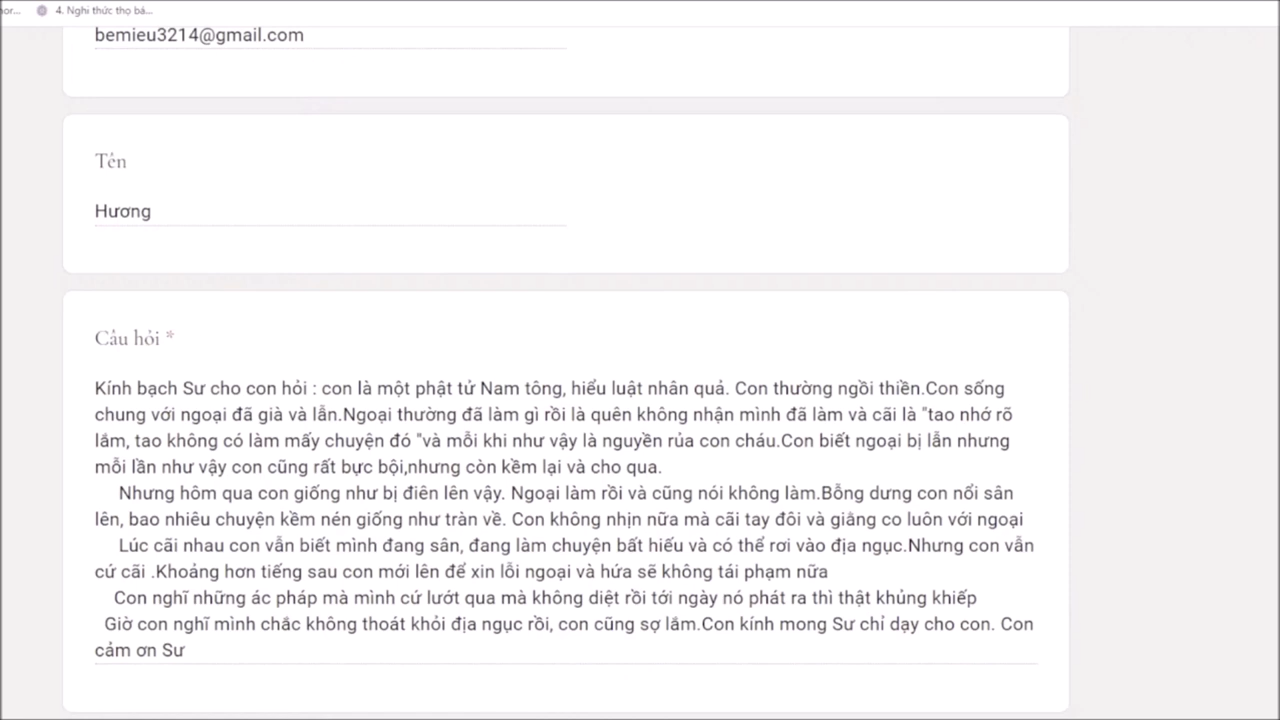 nor...
4. Nghi thức thọ bá...
bemieu3214@gmail.com
Tên
Hương
Câu hỏi *
Kính bạch Sư cho con hỏi : con là một phật tử Nam tông, hiểu luật nhân quả. Con thường ngồi thiền.Con sống
chung với ngoại đã già và lẫn.Ngoại thường đã làm gì rồi là quên không nhận mình đã làm và cãi là "tao nhớ rõ
lắm, tao không có làm mấy chuyện đó "và mỗi khi như vậy là nguyền rủa con cháu.Con biết ngoại bị lẫn nhưng
mỗi lần như vậy con cũng rất bực bội,nhưng còn kềm lại và cho qua.
Nhưng hôm qua con giống như bị điên lên vậy. Ngoại làm rồi và cũng nói không làm.Bỗng dưng con nổi sân
lên, bao nhiêu chuyện kềm nén giống như tràn về. Con không nhịn nữa mà cãi tay đôi và giằng co luôn với ngoại
Lúc cãi nhau con vẫn biết mình đang sân, đang làm chuyện bất hiếu và có thể rơi vào địa ngục.Nhưng con vẫn
cứ cãi .Khoảng hơn tiếng sau con mới lên để xin lỗi ngoại và hứa sẽ không tái phạm nữa
Con nghĩ những ác pháp mà mình cứ lướt qua mà không diệt rồi tới ngày nó phát ra thì thật khủng khiếp
Giờ con nghĩ mình chắc không thoát khỏi địa ngục rồi, con cũng sợ lắm.Con kính mong Sư chỉ dạy cho con. Con
cảm ơn Sư